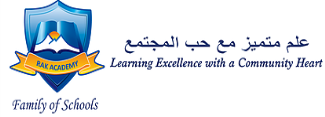 علم متميز مع حب المجتمع
Learning Excellence with a Community Heart
RAK ACADEMY
Family of Schools